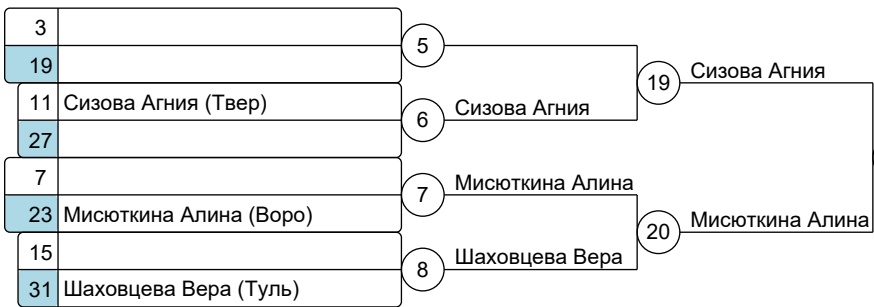 3
19
11 Сизова Агния (Твер)
27
7
23 Мисюткина Алина (Воро)
15
31 Шаховцева Вера (Туль)
5
6
7
8
Сизова Агния
Мисюткина Алина
Шаховцева Вера
19
20
Сизова Агния
Мисюткина Алина